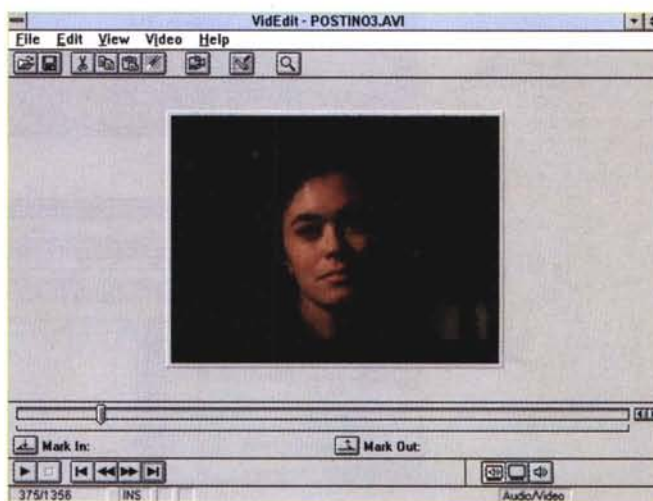 VidEdit - POSTINO3.AVI
File Edit View Video Help
Mark In: Mark Out:
375/1356 INS Audio/Video